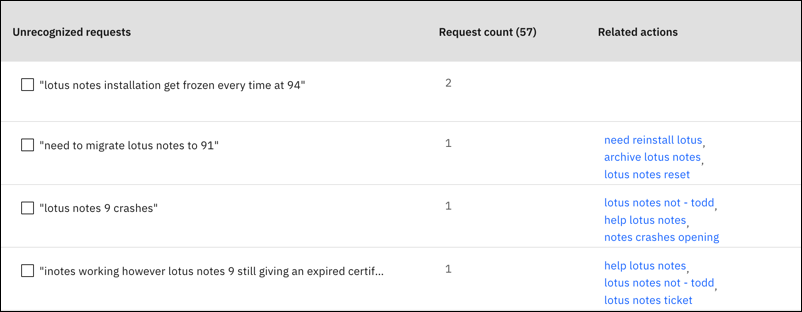 Unrecognized requests Request count (57) Related actions
"lotus notes installation get frozen every time at 94" 2
"need to migrate lotus notes to 91" 1 need reinstall lotus,
archive lotus notes,
lotus notes reset
"lotus notes 9 crashes" 1 lotus notes not - todd,
help lotus notes,
notes crashes opening
"inotes working however lotus notes 9 still giving an expired certif... 1 help lotus notes,
lotus notes not - todd,
lotus notes ticket